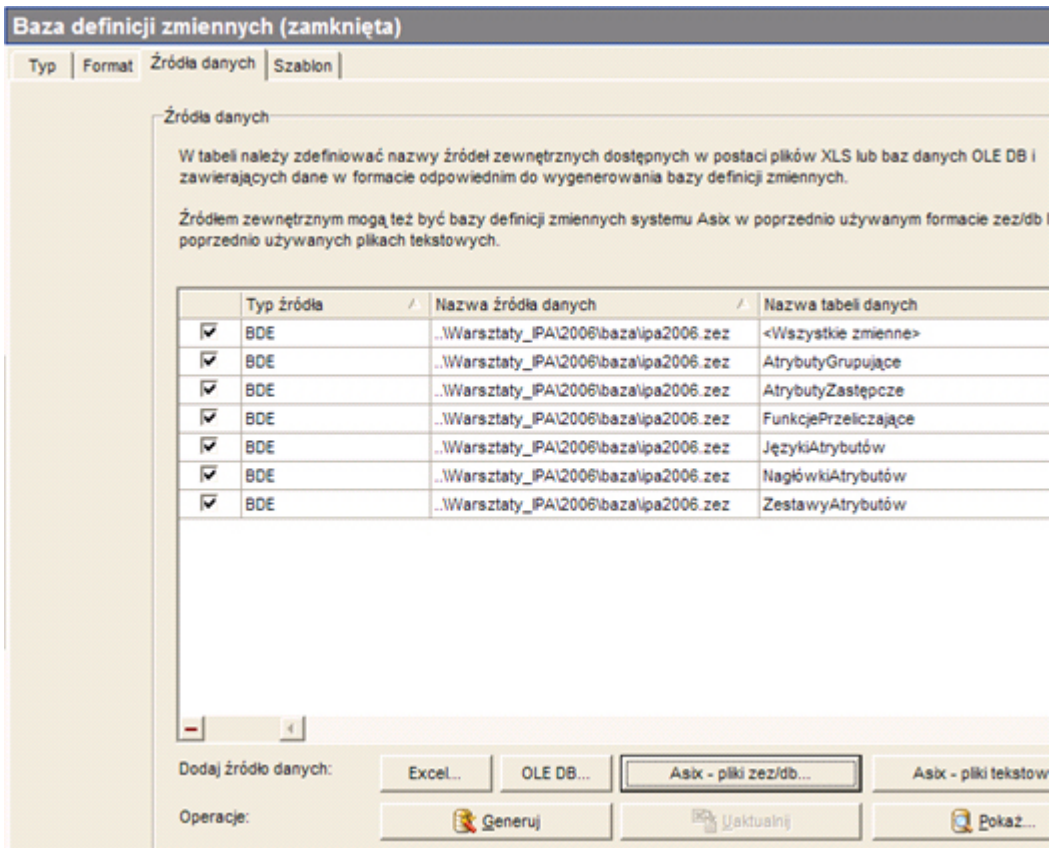 Baza definicji zmiennych (zamknięta)
Typ Format Źródła danych Szablon
Źródła danych
W tabeli należy zdefiniować nazwy źródeł zewnętrznych dostępnych w postaci plików XLS lub baz danych OLE DB i
zawierających dane w formacie odpowiednim do wygenerowania bazy definicji zmiennych.
Źródłem zewnętrznym mogą też być bazy definicji zmiennych systemu Asix w poprzednio używanym formacie zez/db
poprzednio używanych plikach tekstowych.
Typ źródła Nazwa źródła danych Nazwa tabeli danych
BDE ..\Warsztaty_IPA\2006\baza\ipa2006.zez <Wszystkie zmienne>
BDE ..\Warsztaty_IPA\2006\baza\ipa2006.zez AtrybutyGrupujące
BDE ..\Warsztaty_IPA\2006\baza\ipa2006.zez AtrybutyZastępcze
BDE ..\Warsztaty_IPA\2006\baza\ipa2006.zez FunkcjePrzeliczające
BDE ..\Warsztaty_IPA\2006\baza\ipa2006.zez JęzykiAtrybutów
BDE ..\Warsztaty_IPA\2006\baza\ipa2006.zez NagłówkiAtrybutów
BDE ..\Warsztaty_IPA\2006\baza\ipa2006.zez ZestawyAtrybutów
Dodaj źródło danych: Excel... OLE DB... Asix - pliki zez/db... Asix - pliki tekstow
Operacje: Generuj Uaktualnij Pokaż...